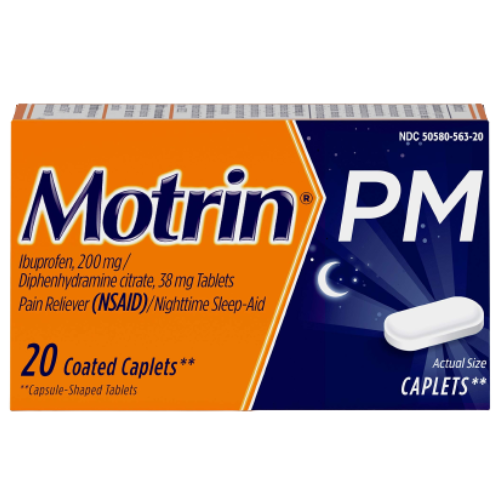 NDC 50580-563-20
Motrin® PM
Ibuprofen, 200 mg/
Diphenhydramine citrate, 38 mg Tablets
Pain Reliever (NSAID)/Nighttime Sleep-Aid
20 Coated Caplets**
**Capsule-Shaped Tablets
Actual Size
CAPLETS**